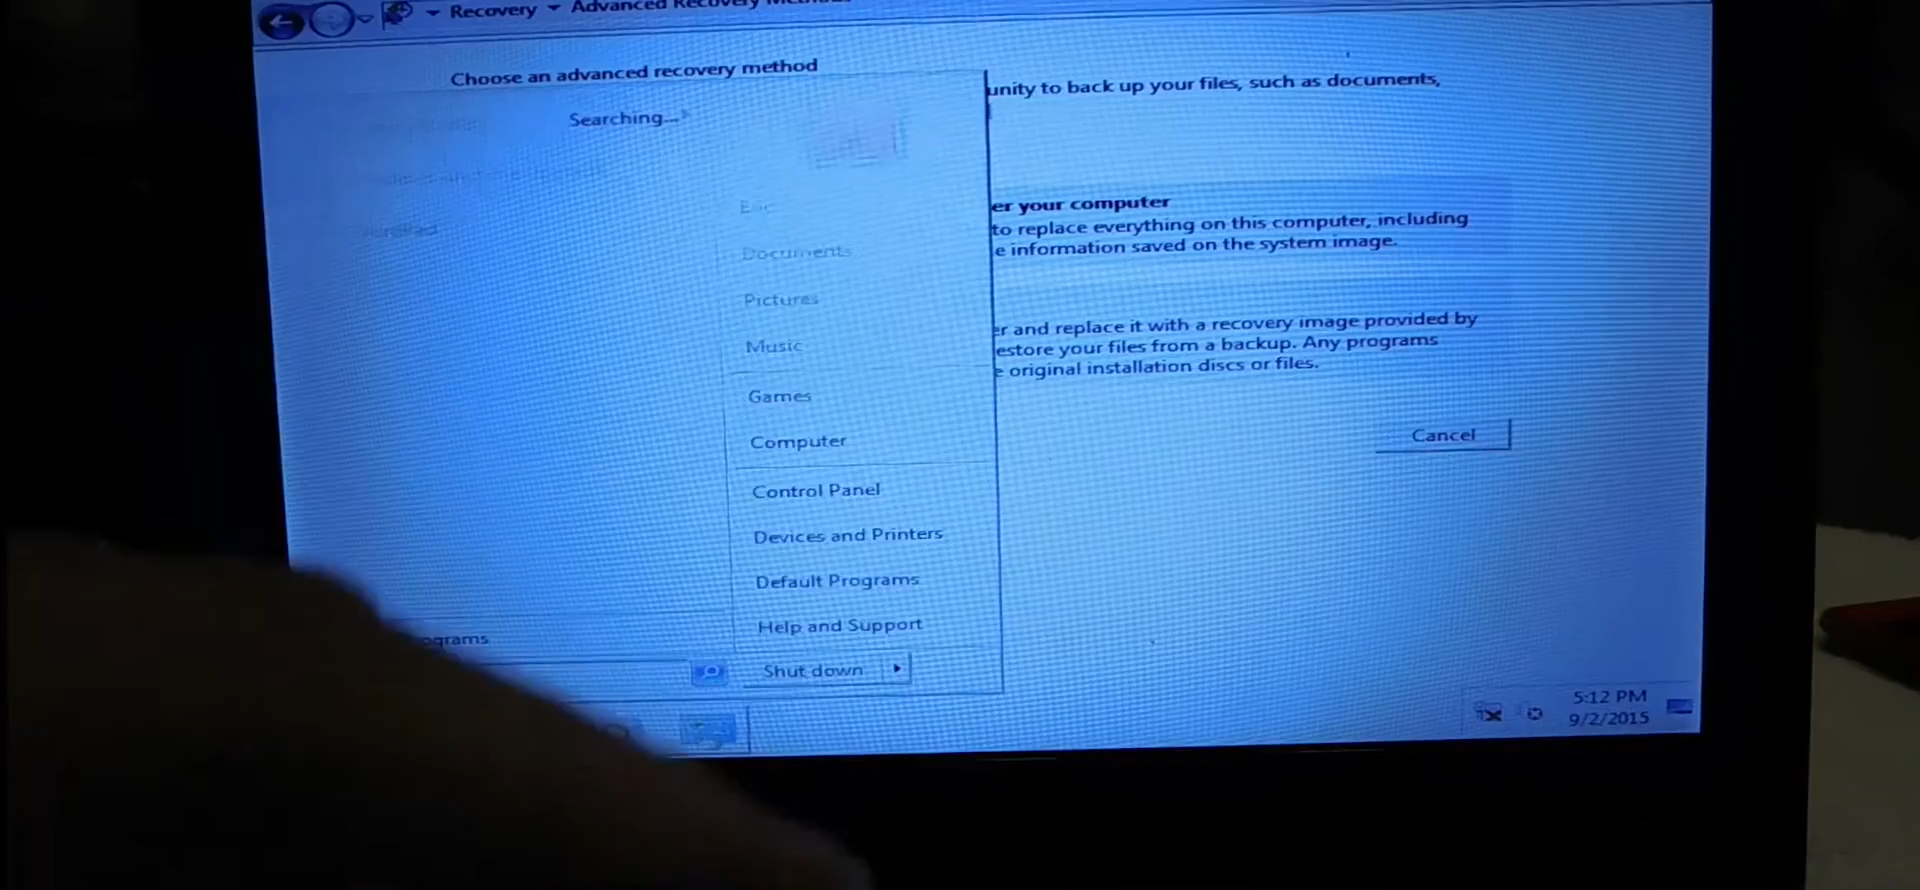 Recovery Advanced Recovery
Choose an advanced recovery method
unity to back up your files, such as documents,
Searching...
er your computer
to replace everything on this computer, including
e information saved on the system image.
Documents
Pictures
Music
er and replace it with a recovery image provided by
estore your files from a backup. Any programs
e original installation discs or files.
Games
Computer
Cancel
Control Panel
Devices and Printers
Default Programs
Help and Support
ograms
Shut down
5:12 PM
9/2/2015